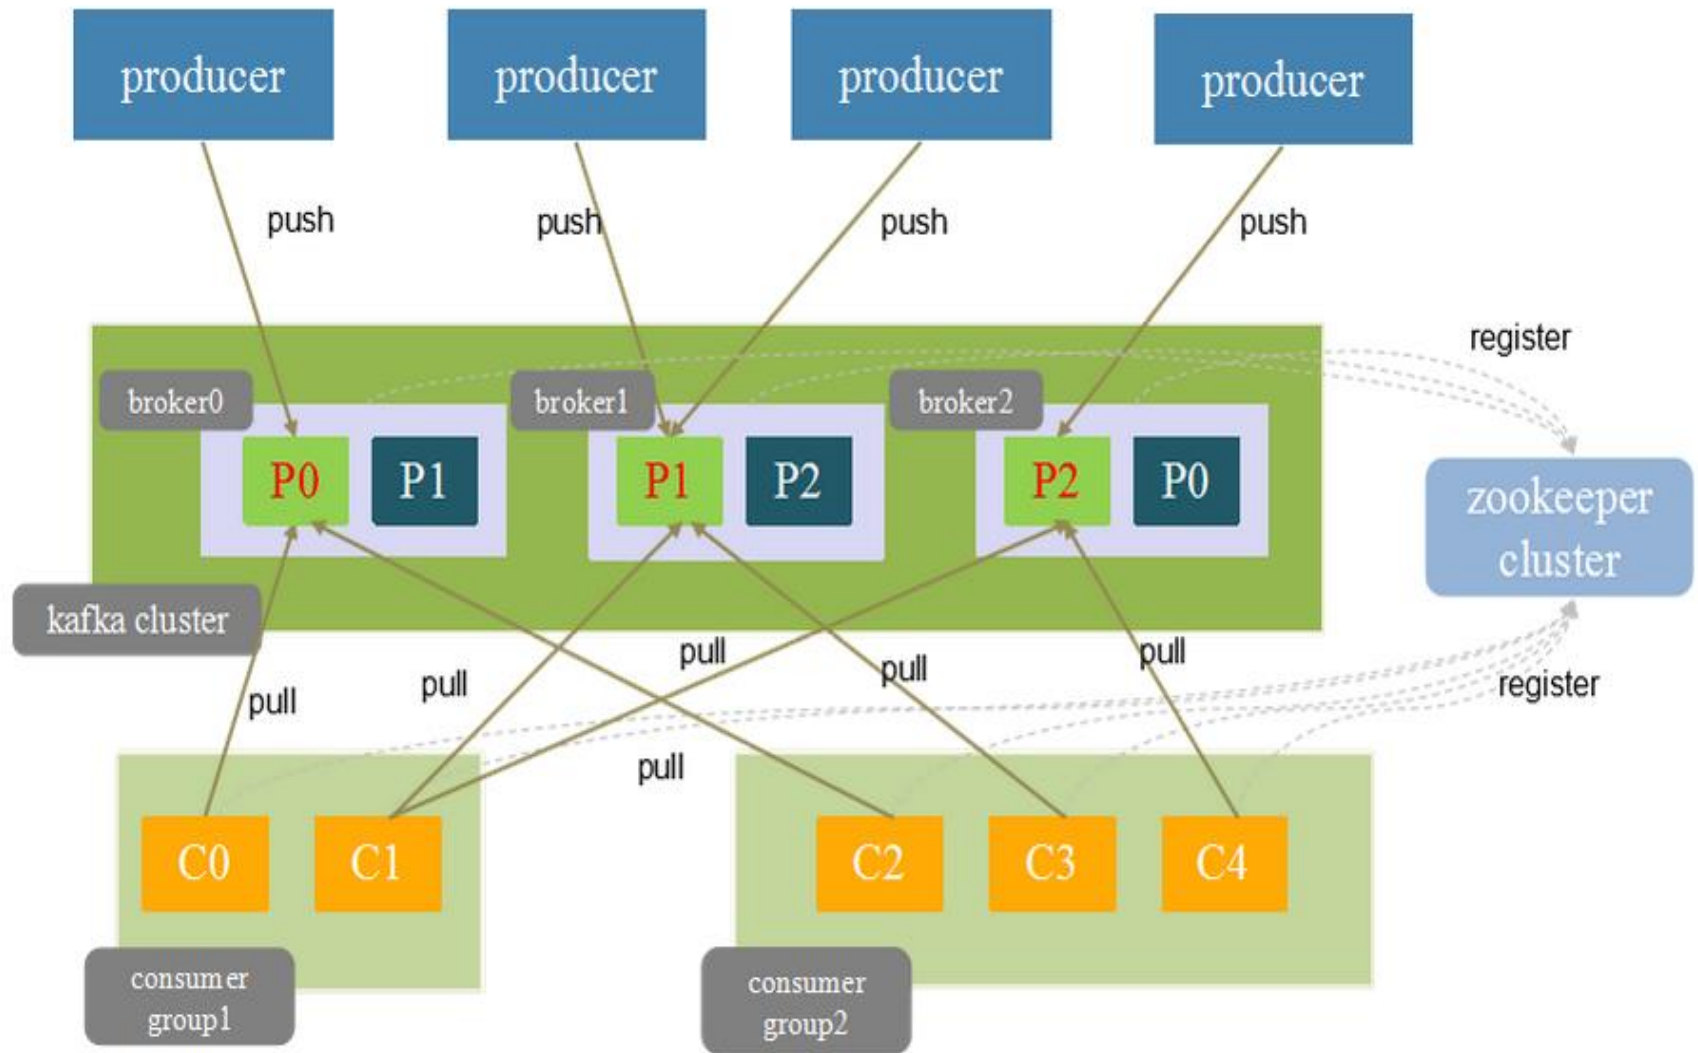 producer
producer
producer
producer
push
push
push
push
register
broker0
broker1
broker2
P0
P1
P1
P2
P2
P0
zookeeper
cluster
kafka cluster
pull
pull
pull
pull
pull
pull
register
C0
C1
C2
C3
C4
consumer
group1
consumer
group2